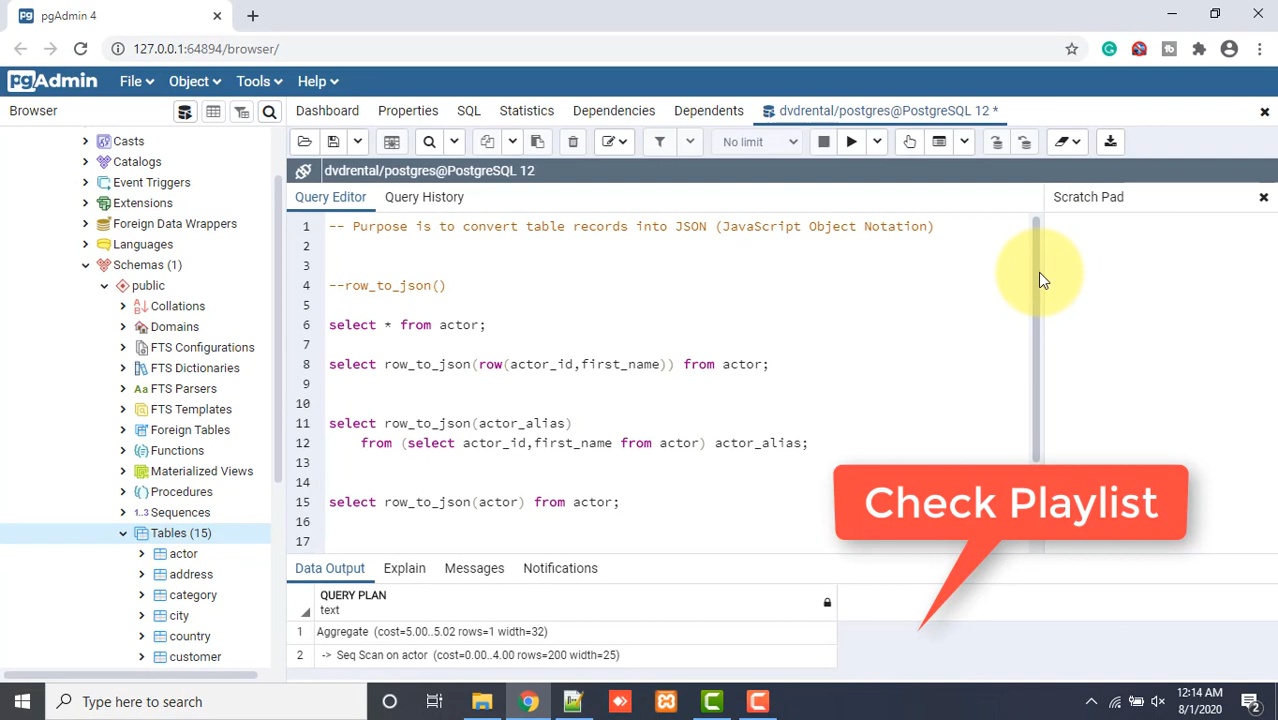 pgAdmin 4
127.0.0.1:64894/browser/
pgAdmin File Object Tools Help
Browser
Dashboard Properties SQL Statistics Dependencies Dependents dvdrental/postgres@PostgreSQL 12 *
No limit
dvdrental/postgres@PostgreSQL 12
Query Editor Query History
Scratch Pad
Casts
Catalogs
Event Triggers
Extensions
Foreign Data Wrappers
Languages
Schemas (1)
public
Collations
Domains
FTS Configurations
FTS Dictionaries
Aa FTS Parsers
FTS Templates
Foreign Tables
Functions
Materialized Views
Procedures
1..3 Sequences
Tables (15)
actor
address
category
city
country
customer
1 -- Purpose is to convert table records into JSON (JavaScript Object Notation)
2
3
4 --row_to_json()
5
6 select * from actor;
7
8 select row_to_json(row(actor_id,first_name)) from actor;
9
10
11 select row_to_json(actor_alias)
12 from (select actor_id,first_name from actor) actor_alias;
13
14
15 select row_to_json(actor) from actor;
16
17
Check Playlist
Data Output Explain Messages Notifications
QUERY PLAN
text
1 Aggregate (cost=5.00..5.02 rows=1 width=32)
2 -> Seq Scan on actor (cost=0.00..4.00 rows=200 width=25)
Type here to search
12:14 AM
8/1/2020
2